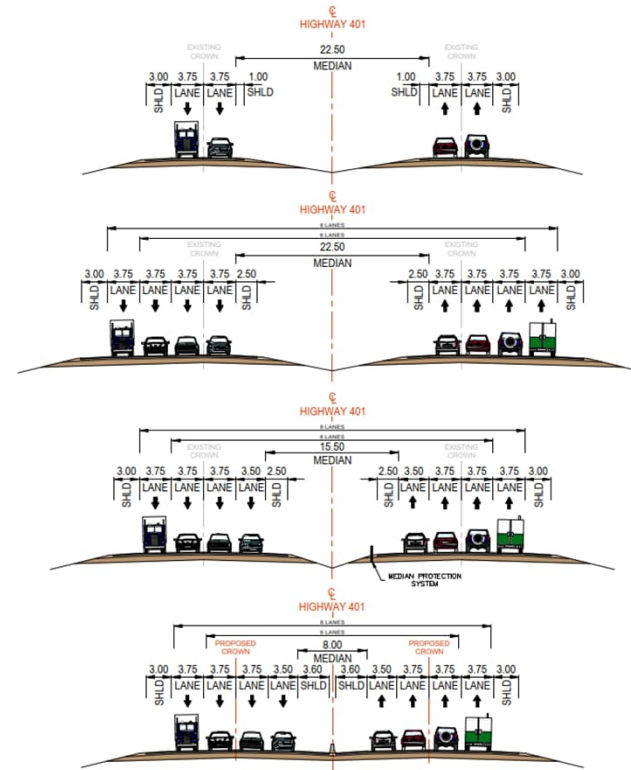 ℄
HIGHWAY 401
EXISTING CROWN 22.50 EXISTING CROWN
MEDIAN
3.00 3.75 3.75 1.00 1.00 3.75 3.75 3.00
SHLD LANE LANE SHLD SHLD LANE LANE SHLD
℄
HIGHWAY 401
8 LANES
6 LANES
EXISTING CROWN 22.50 EXISTING CROWN
MEDIAN
3.00 3.75 3.75 3.75 3.75 2.50 2.50 3.75 3.75 3.75 3.75 3.00
SHLD LANE LANE LANE LANE SHLD SHLD LANE LANE LANE LANE SHLD
℄
HIGHWAY 401
8 LANES
6 LANES
EXISTING CROWN 15.50 EXISTING CROWN
MEDIAN
3.00 3.75 3.75 3.75 3.50 2.50 2.50 3.50 3.75 3.75 3.75 3.00
SHLD LANE LANE LANE LANE SHLD SHLD LANE LANE LANE LANE SHLD
MEDIAN PROTECTION
SYSTEM
℄
HIGHWAY 401
8 LANES
6 LANES
PROPOSED CROWN 8.00 PROPOSED CROWN
MEDIAN
3.00 3.75 3.75 3.75 3.50 3.60 3.60 3.50 3.75 3.75 3.75 3.00
SHLD LANE LANE LANE LANE SHLD SHLD LANE LANE LANE LANE SHLD